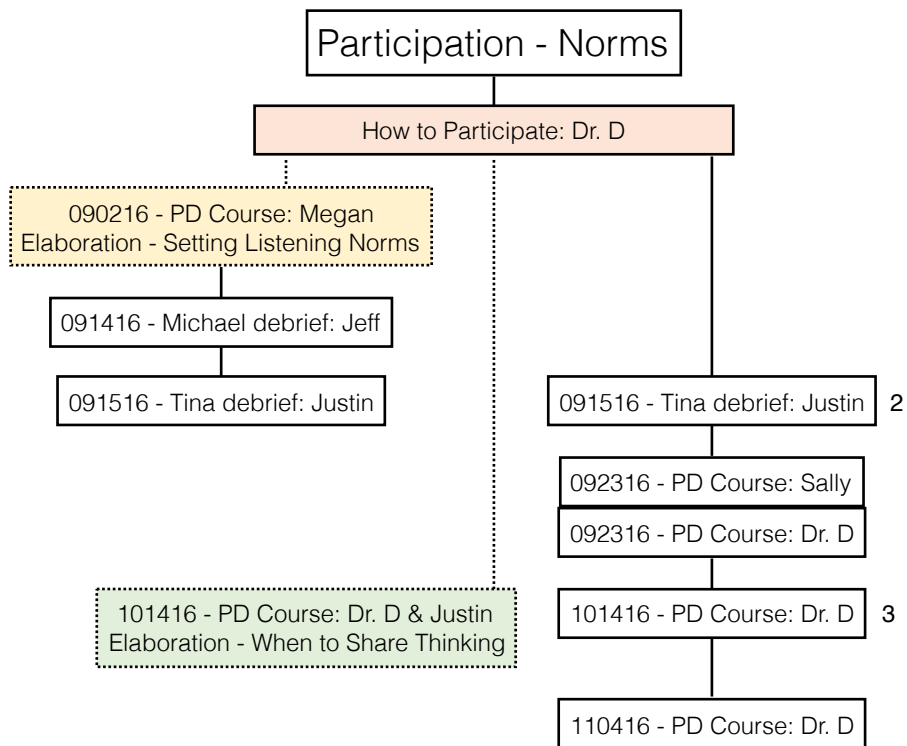 Participation - Norms
How to Participate: Dr. D
090216 - PD Course: Megan
Elaboration - Setting Listening Norms
091416 - Michael debrief: Jeff
091516 - Tina debrief: Justin
091516 - Tina debrief: Justin 2
092316 - PD Course: Sally
092316 - PD Course: Dr. D
101416 - PD Course: Dr. D & Justin
Elaboration - When to Share Thinking
101416 - PD Course: Dr. D 3
110416 - PD Course: Dr. D